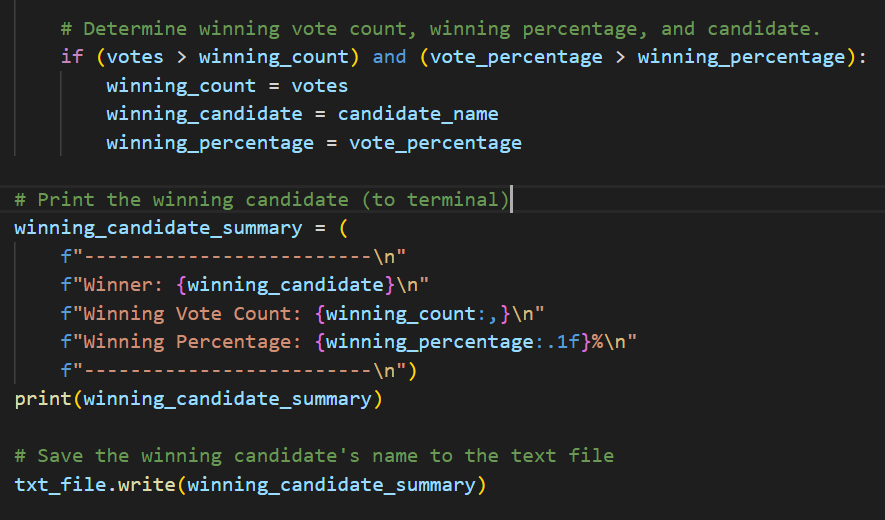 # Determine winning vote count, winning percentage, and candidate.
if (votes > winning_count) and (vote_percentage > winning_percentage):
winning_count = votes
winning_candidate = candidate_name
winning_percentage = vote_percentage
# Print the winning candidate (to terminal)
winning_candidate_summary = (
f"-------------------------\n"
f"Winner: {winning_candidate}\n"
f"Winning Vote Count: {winning_count:,}\n"
f"Winning Percentage: {winning_percentage:.1f}%\n"
f"-------------------------\n")
print(winning_candidate_summary)
# Save the winning candidate's name to the text file
txt_file.write(winning_candidate_summary)